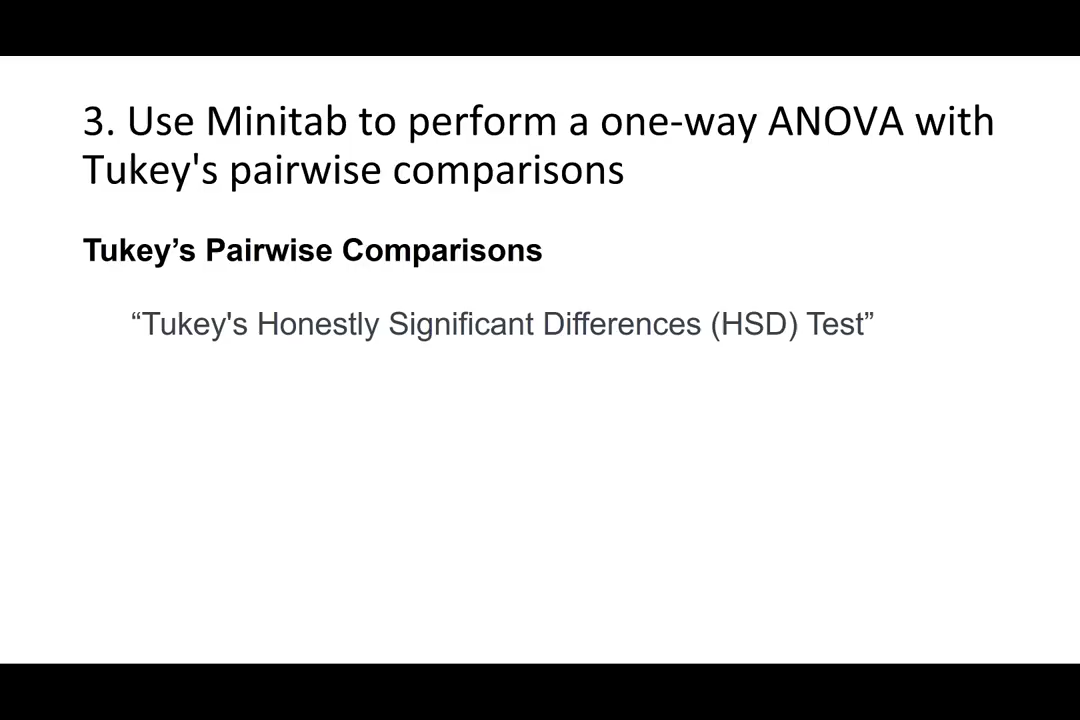 3. Use Minitab to perform a one-way ANOVA with
Tukey's pairwise comparisons
Tukey’s Pairwise Comparisons
“Tukey's Honestly Significant Differences (HSD) Test”